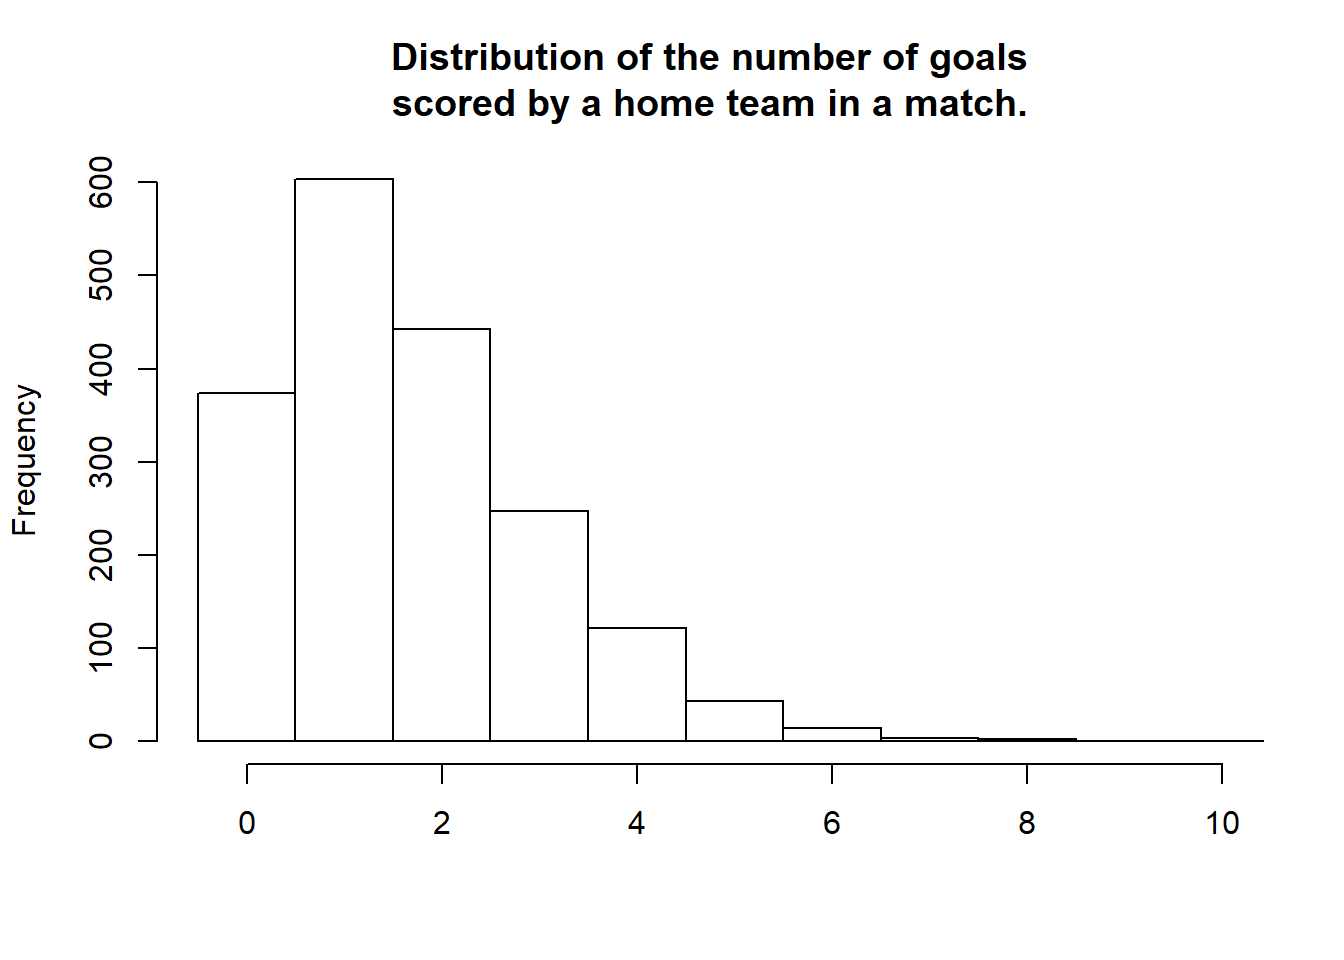 Distribution of the number of goals
scored by a home team in a match.
Frequency
600
500
400
300
200
100
0
0 2 4 6 8 10